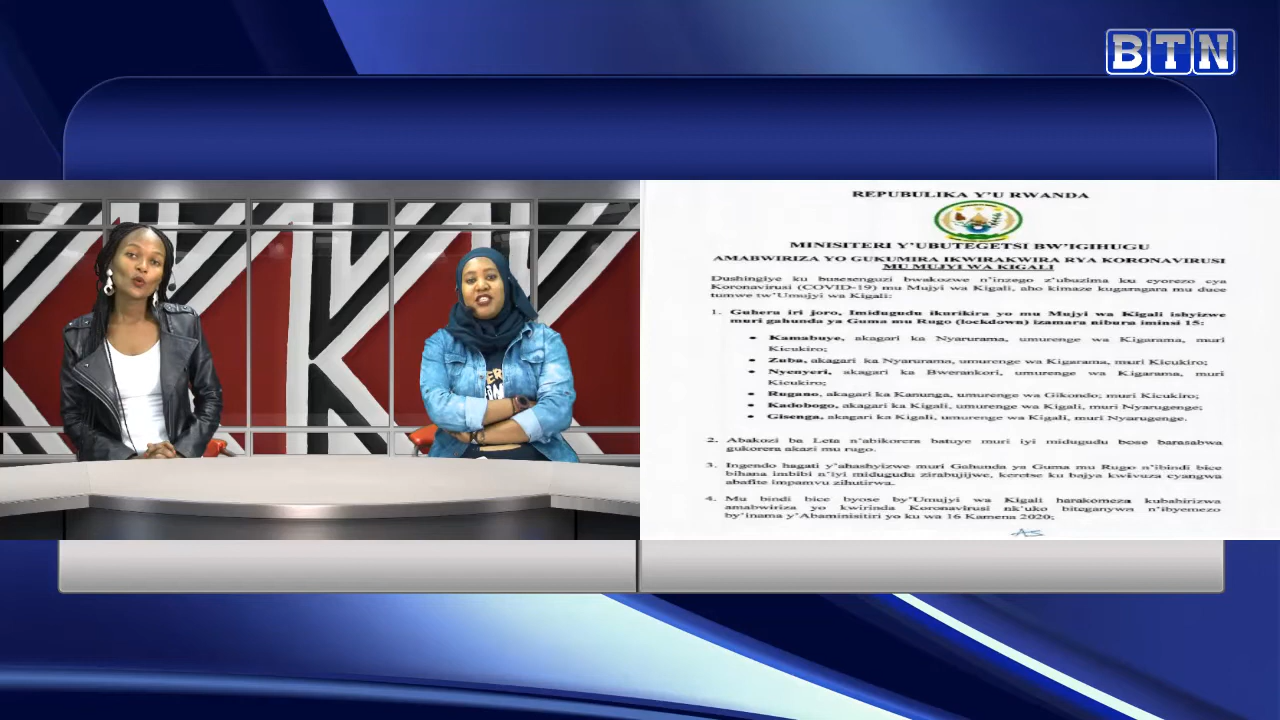 BTN
REPUBULIKA Y'U RWANDA
MINISITERI Y'UBUTEGETSI BW'IGIHUGU
AMABWIRIZA YO GUKUMIRA IKWIRAKWIRA RYA KORONAVIRUSI
MU MUJYI WA KIGALI
Dushingiye ku busesenguzi bwakozwe n'inzego z'ubuzima ku cyorezo cya
Koronavirusi (COVID-19) mu Mujyi wa Kigali, aho kimaze kugaragara mu duce
tumwe tw'Umujyi wa Kigali:
1. Guhera iri joro, Imidugudu ikurikira yo mu Mujyi wa Kigali ishyizwe
muri gahunda ya Guma mu Rugo (lockdown) izamara nibura iminsi 15:
• Kamabuye, akagari ka Nyarurama, umurenge wa Kigarama, muri
Kicukiro;
• Zuba, akagari ka Nyarurama, umurenge wa Kigarama, muri Kicukiro;
• Nyenyeri, akagari ka Bwerankori, umurenge wa Kigarama, muri
Kicukiro;
• Rugano, akagari ka Kanunga, umurenge wa Gikondo; muri Kicukiro;
• Kadobogo, akagari ka Kigali, umurenge wa Kigali, muri Nyarugenge;
• Gisenga, akagari ka Kigali, umurenge wa Kigali, muri Nyarugenge.
2. Abakozi ba Leta n'abikorera batuye muri iyi midugudu bose barasabwa
gukorera akazi mu rugo.
3. Ingendo hagati y'ahashyizwe muri Gahunda ya Guma mu Rugo n'ibindi bice
bihana imbibi n'iyi midugudu zirabujijwe, keretse ku bajya kwivuza cyangwa
abafite impamvu zihutirwa.
4. Mu bindi bice byose by'Umujyi wa Kigali harakomeza kubahirizwa
amabwiriza yo kwirinda Koronavirusi nk'uko biteganywa n'ibyemezo
by'inama y'Abaminisitiri yo ku wa 16 Kamena 2020;